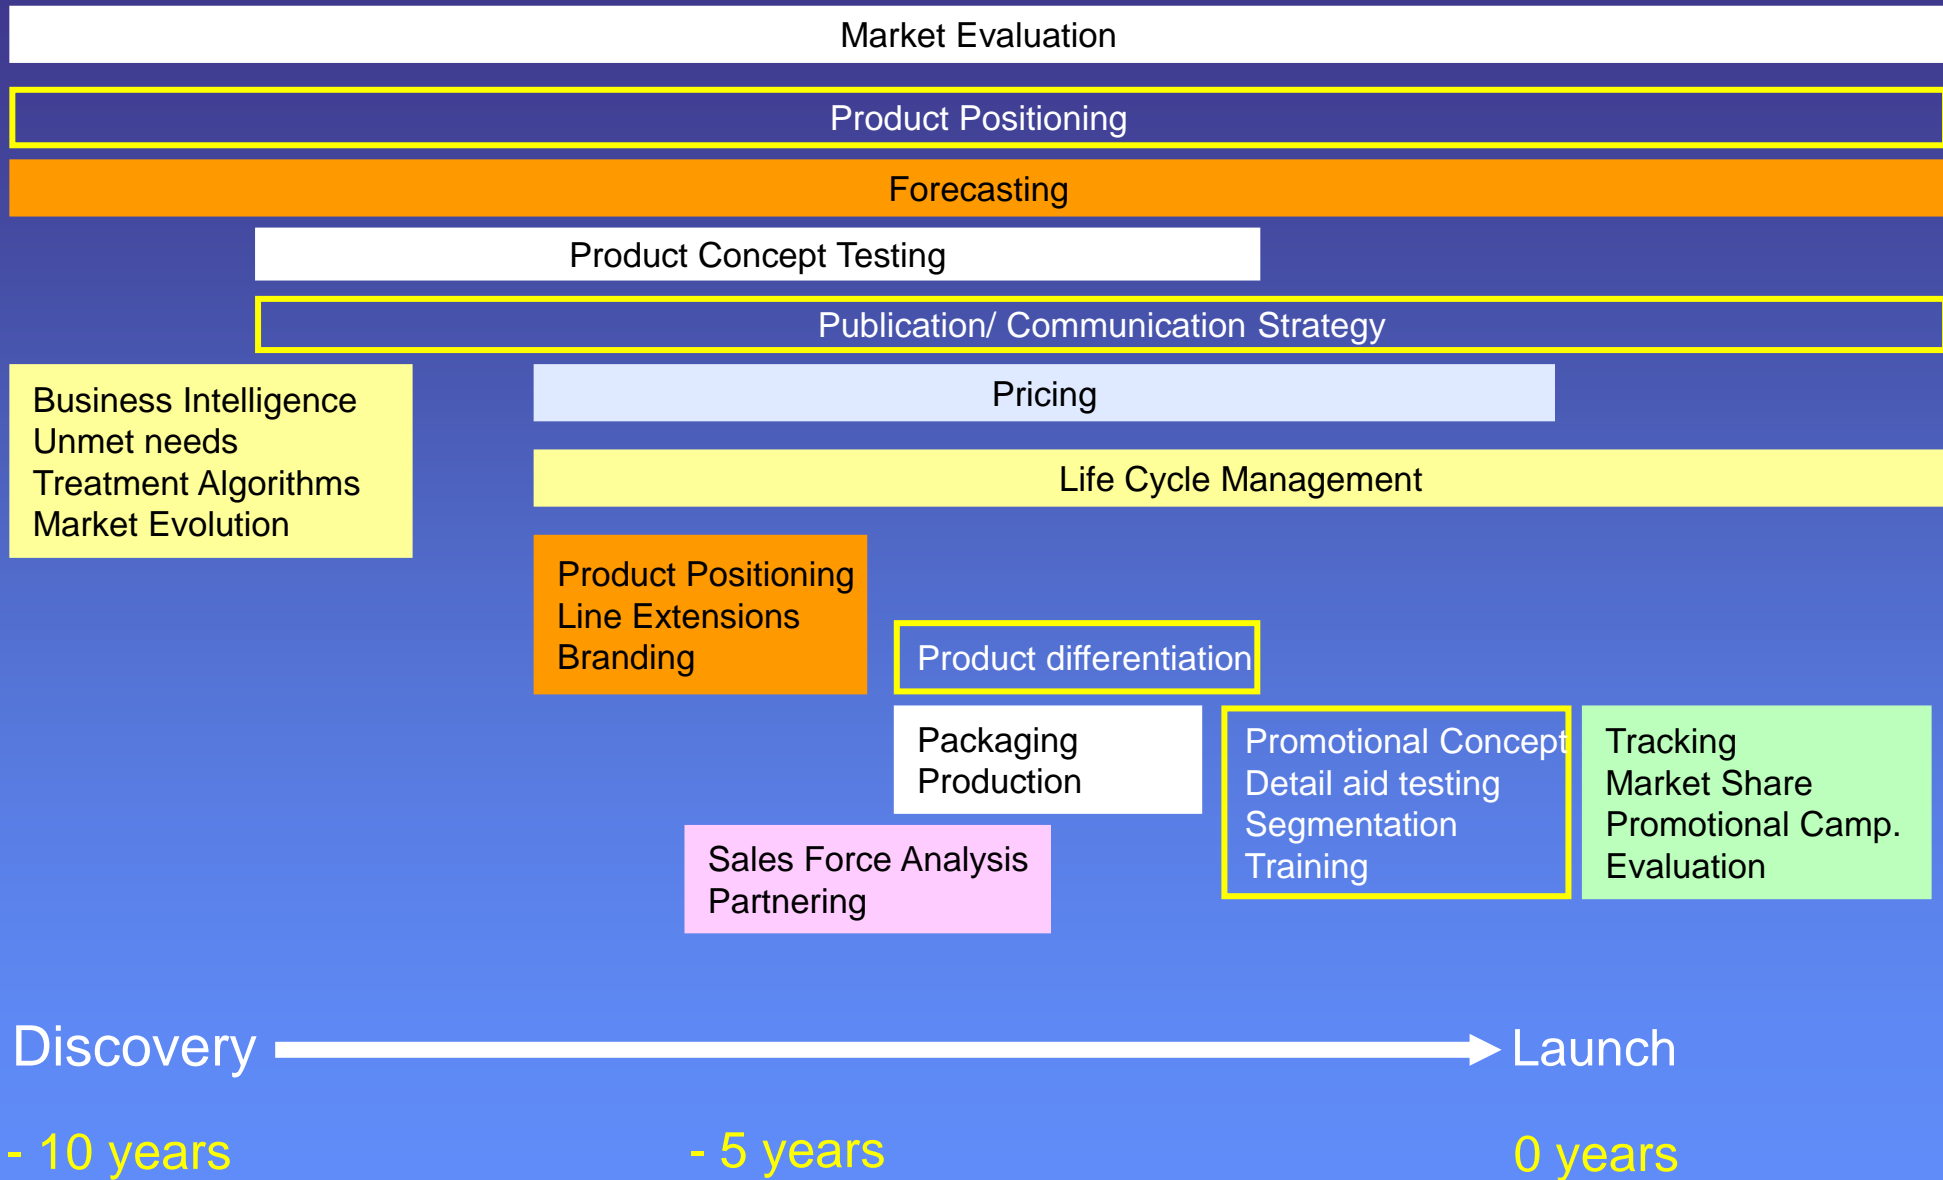 Market Evaluation
Product Positioning
Forecasting
Product Concept Testing
Publication/ Communication Strategy
Business Intelligence
Unmet needs
Treatment Algorithms
Market Evolution
Pricing
Life Cycle Management
Product Positioning
Line Extensions
Branding
Product differentiation
Packaging
Production
Promotional Concept
Detail aid testing
Segmentation
Training
Tracking
Market Share
Promotional Camp.
Evaluation
Sales Force Analysis
Partnering
Discovery
Launch
- 10 years
- 5 years
0 years